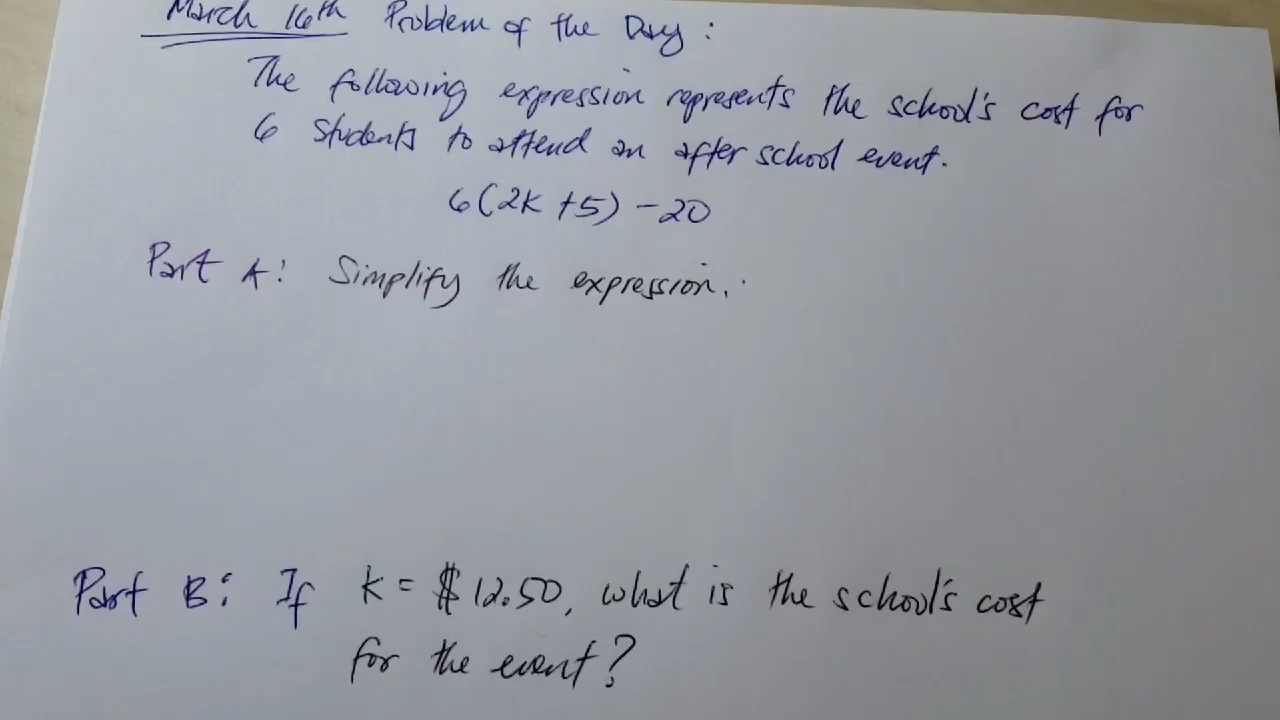 March 16th Problem of the Day :
The following expression represents the school's cost for
6 students to attend an after school event.
6(2k +5) -20
Part A: Simplify the expression.
Part B: If k = $12.50, what is the school's cost
for the event?